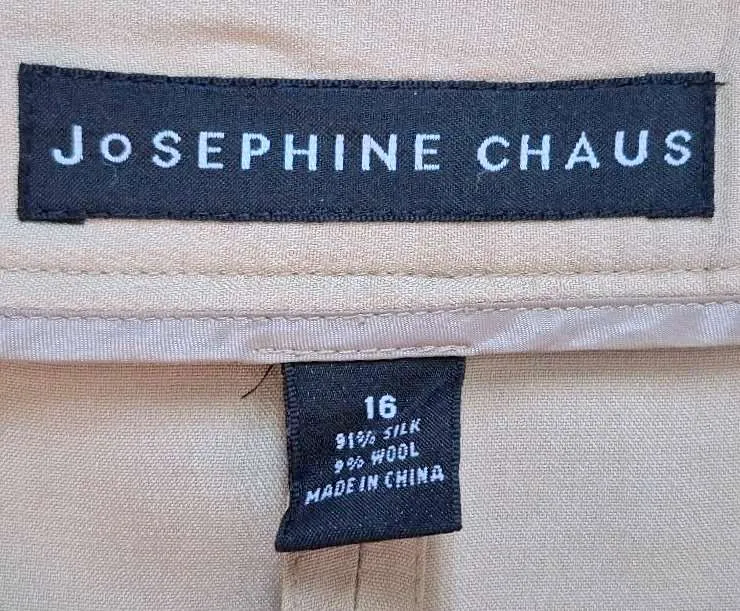 JoSEPHINE CHAUS
16
91% SILK
9% WOOL
MADE IN CHINA